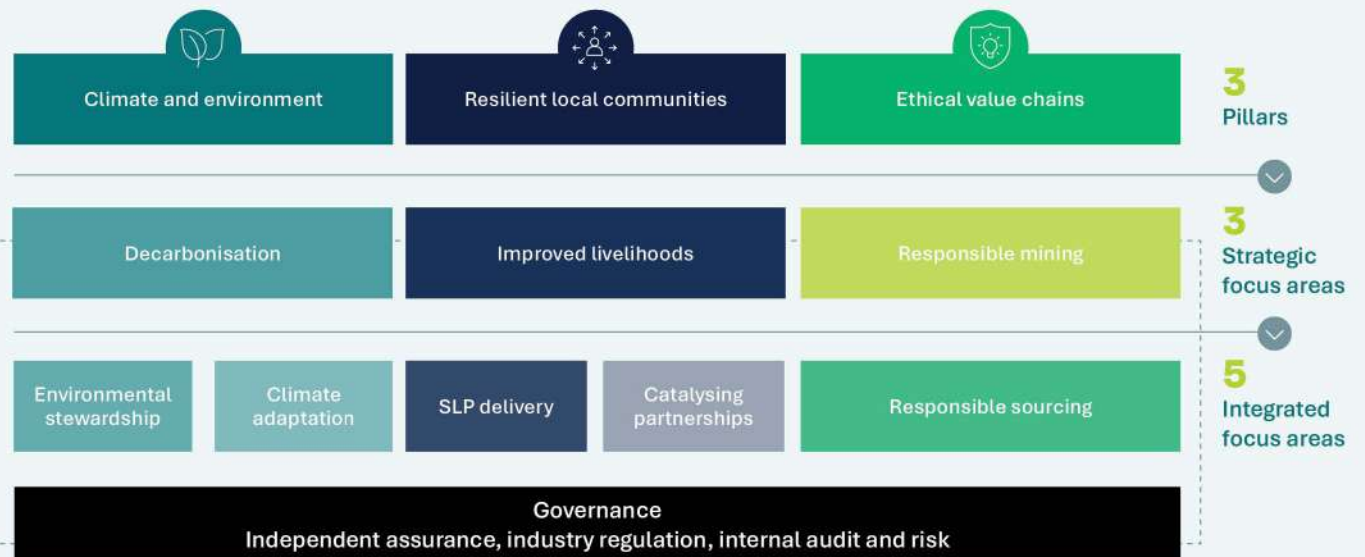 Climate and environment
Resilient local communities
Ethical value chains
3
Pillars
Decarbonisation
Improved livelihoods
Responsible mining
3
Strategic
focus areas
Environmental
stewardship
Climate
adaptation
SLP delivery
Catalysing
partnerships
Responsible sourcing
5
Integrated
focus areas
Governance
Independent assurance, industry regulation, internal audit and risk